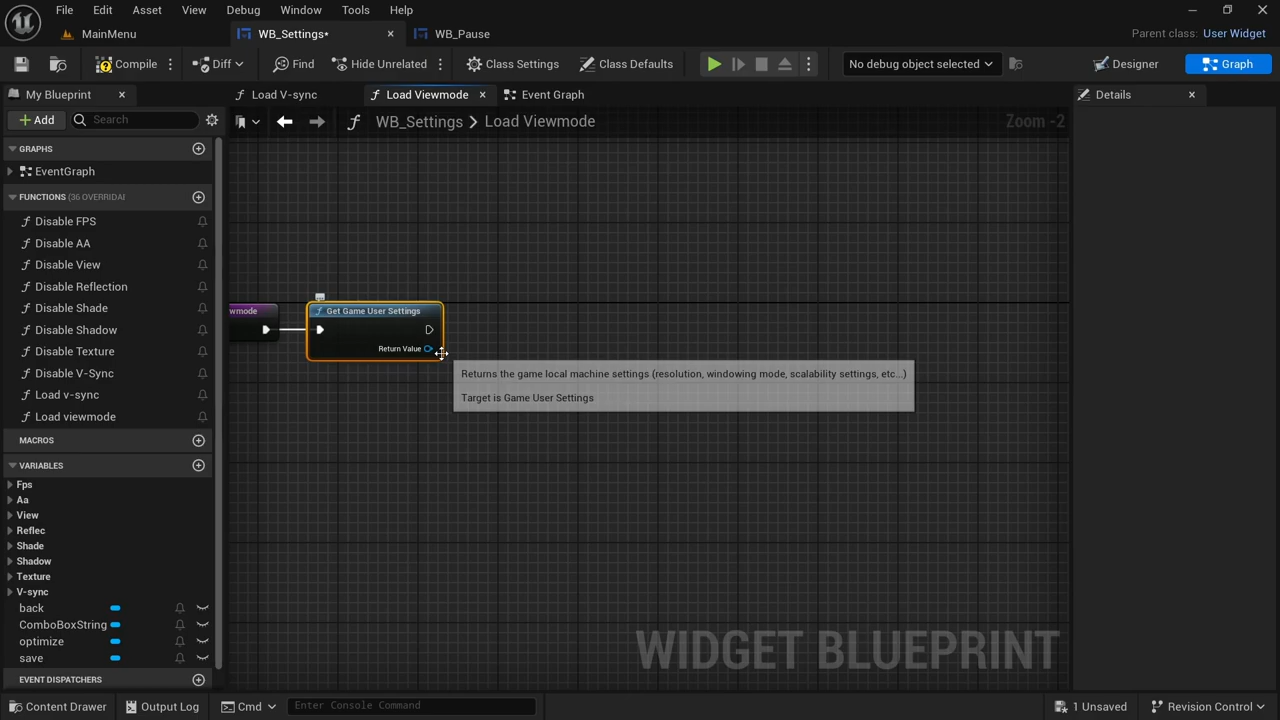 File Edit Asset View Debug Window Tools Help
MainMenu WB_Settings* WB_Pause Parent class: User Widget
Compile Diff Find Hide Unrelated Class Settings Class Defaults No debug object selected Designer Graph
My Blueprint Load V-sync Load Viewmode Event Graph Details
Add Search WB_Settings Load Viewmode Zoom -2
GRAPHS
EventGraph
FUNCTIONS (36 OVERRIDAI
Disable FPS
Disable AA
Disable View
Disable Reflection
Disable Shade
Disable Shadow
Disable Texture
Disable V-Sync
Load v-sync
Load viewmode
MACROS
VARIABLES
Fps
Aa
View
Reflec
Shade
Shadow
Texture
V-sync
back
ComboBoxString
optimize
save
EVENT DISPATCHERS
wmode Get Game User Settings
Return Value
Returns the game local machine settings (resolution, windowing mode, scalability settings, etc...)
Target is Game User Settings
WIDGET BLUEPRINT
Content Drawer Output Log Cmd Enter Console Command 1 Unsaved Revision Control